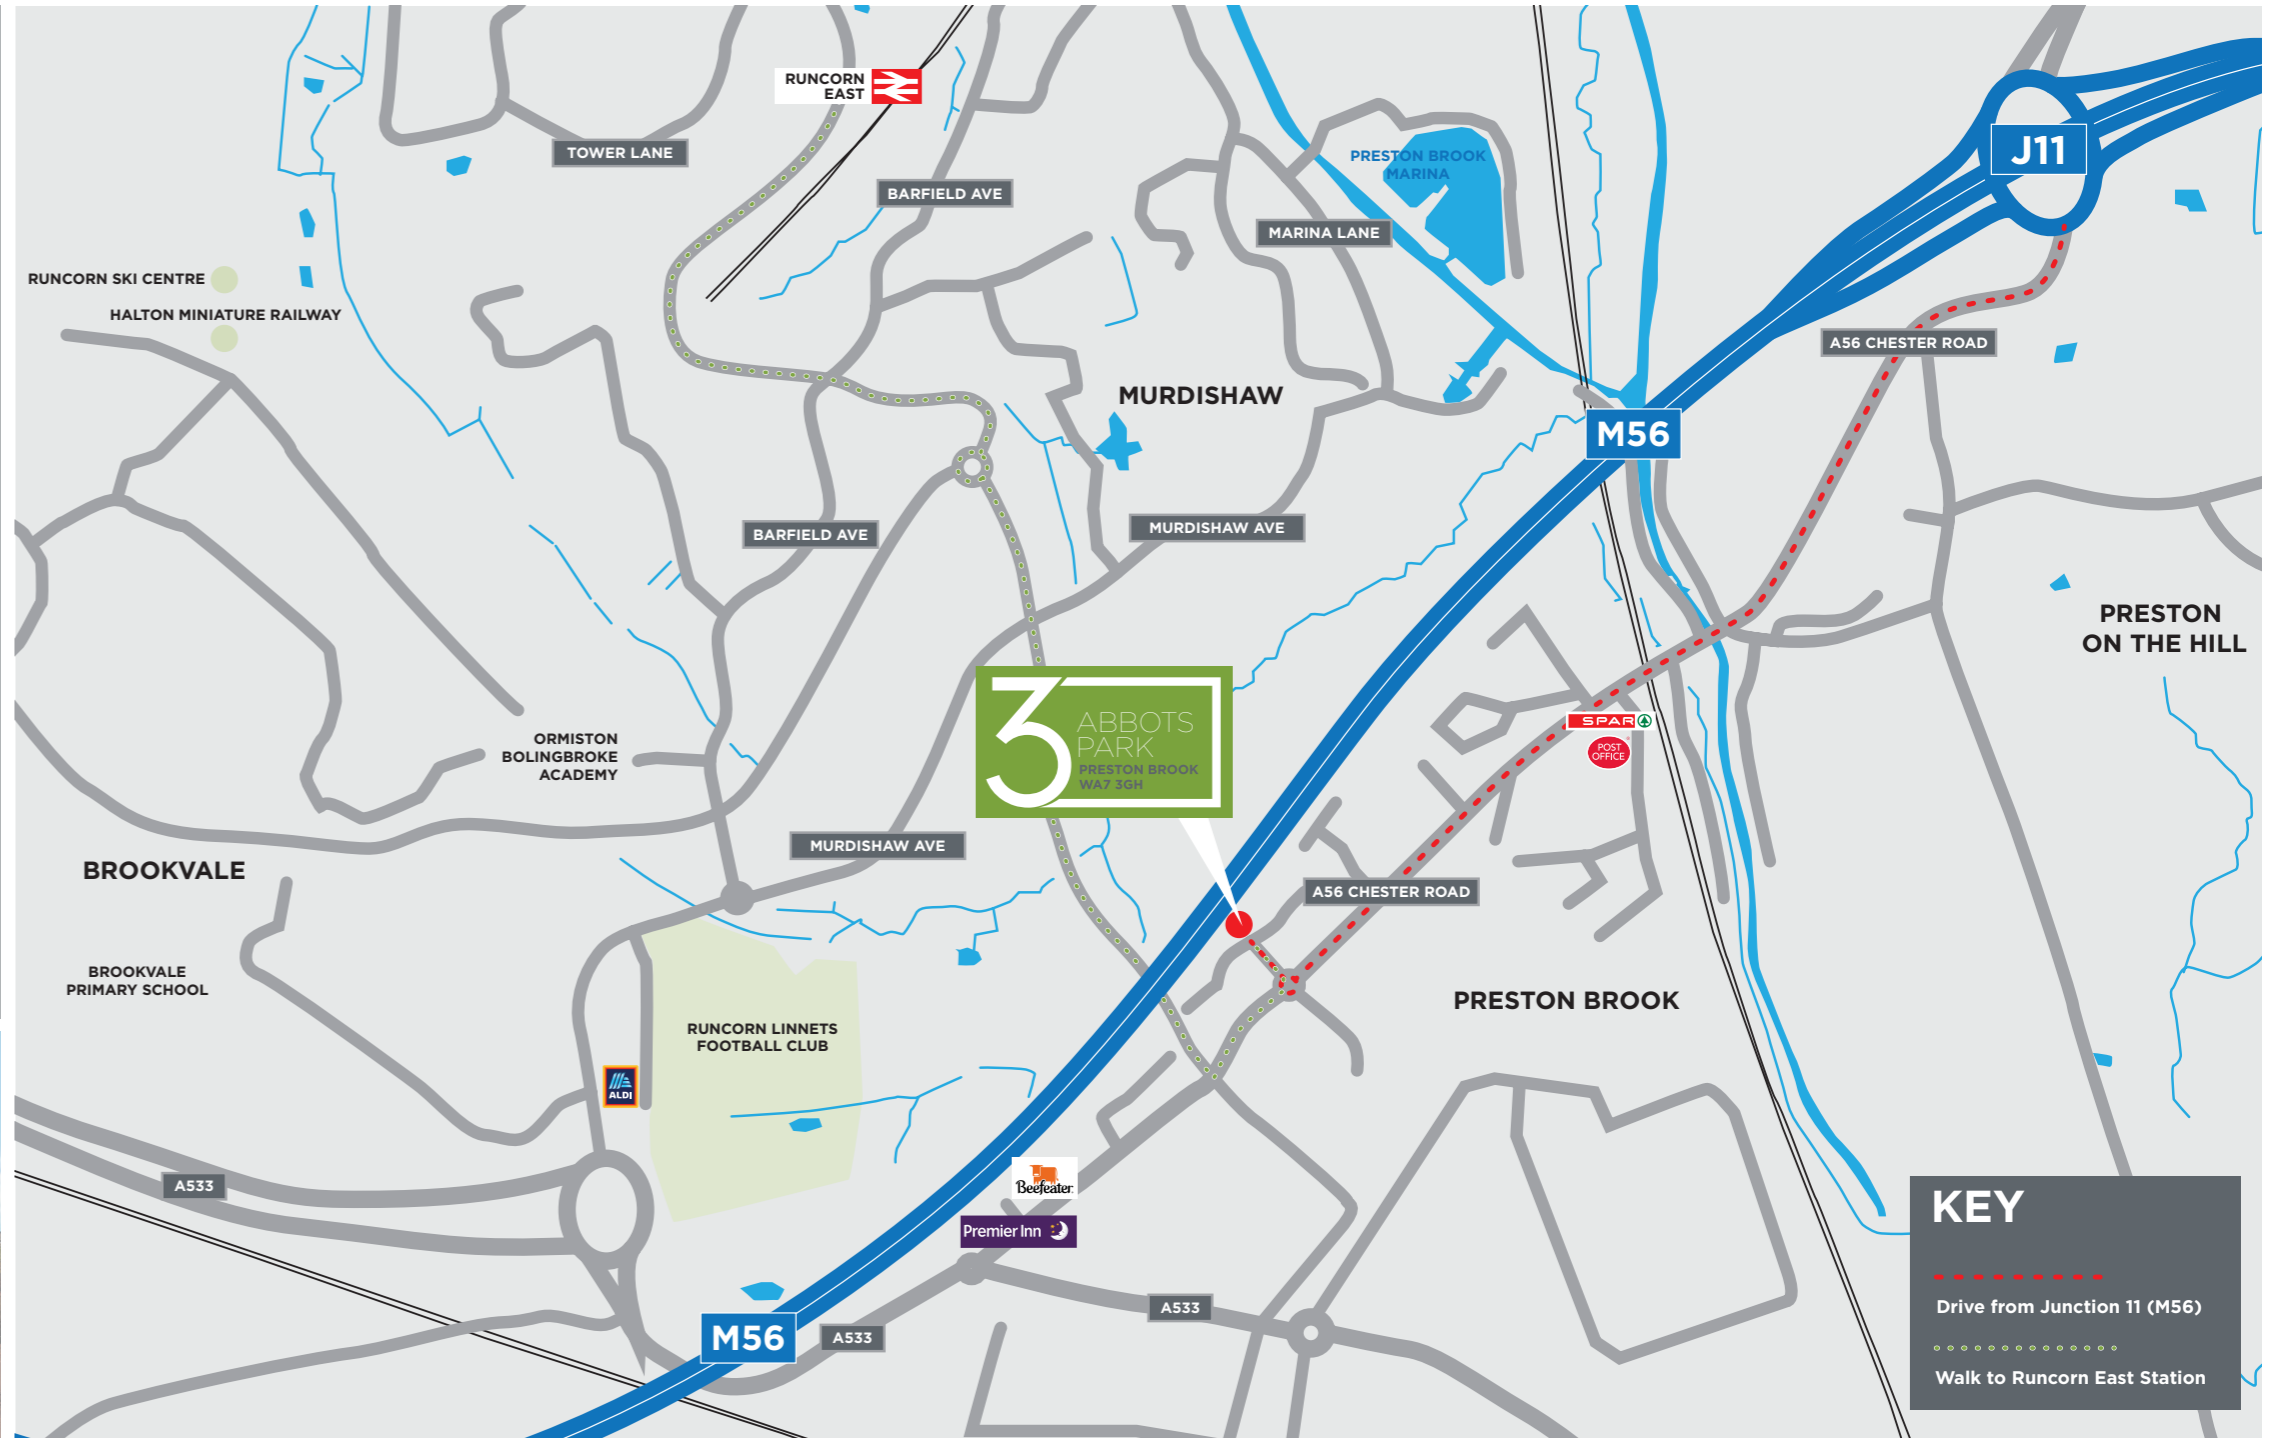 RUNCORN
EAST
TOWER LANE
BARFIELD AVE
PRESTON BROOK
MARINA
J11
MARINA LANE
RUNCORN SKI CENTRE
HALTON MINIATURE RAILWAY
A56 CHESTER ROAD
MURDISHAW
M56
BARFIELD AVE
MURDISHAW AVE
PRESTON
ON THE HILL
3 ABBOTS
PARK
PRESTON BROOK
WA7 3GH
SPAR
POST
OFFICE
ORMISTON
BOLINGBROKE
ACADEMY
MURDISHAW AVE
BROOKVALE
A56 CHESTER ROAD
BROOKVALE
PRIMARY SCHOOL
PRESTON BROOK
RUNCORN LINNETS
FOOTBALL CLUB
ALDI
A533
Beefeater
Premier Inn
A533
M56
A533
KEY
Drive from Junction 11 (M56)
Walk to Runcorn East Station